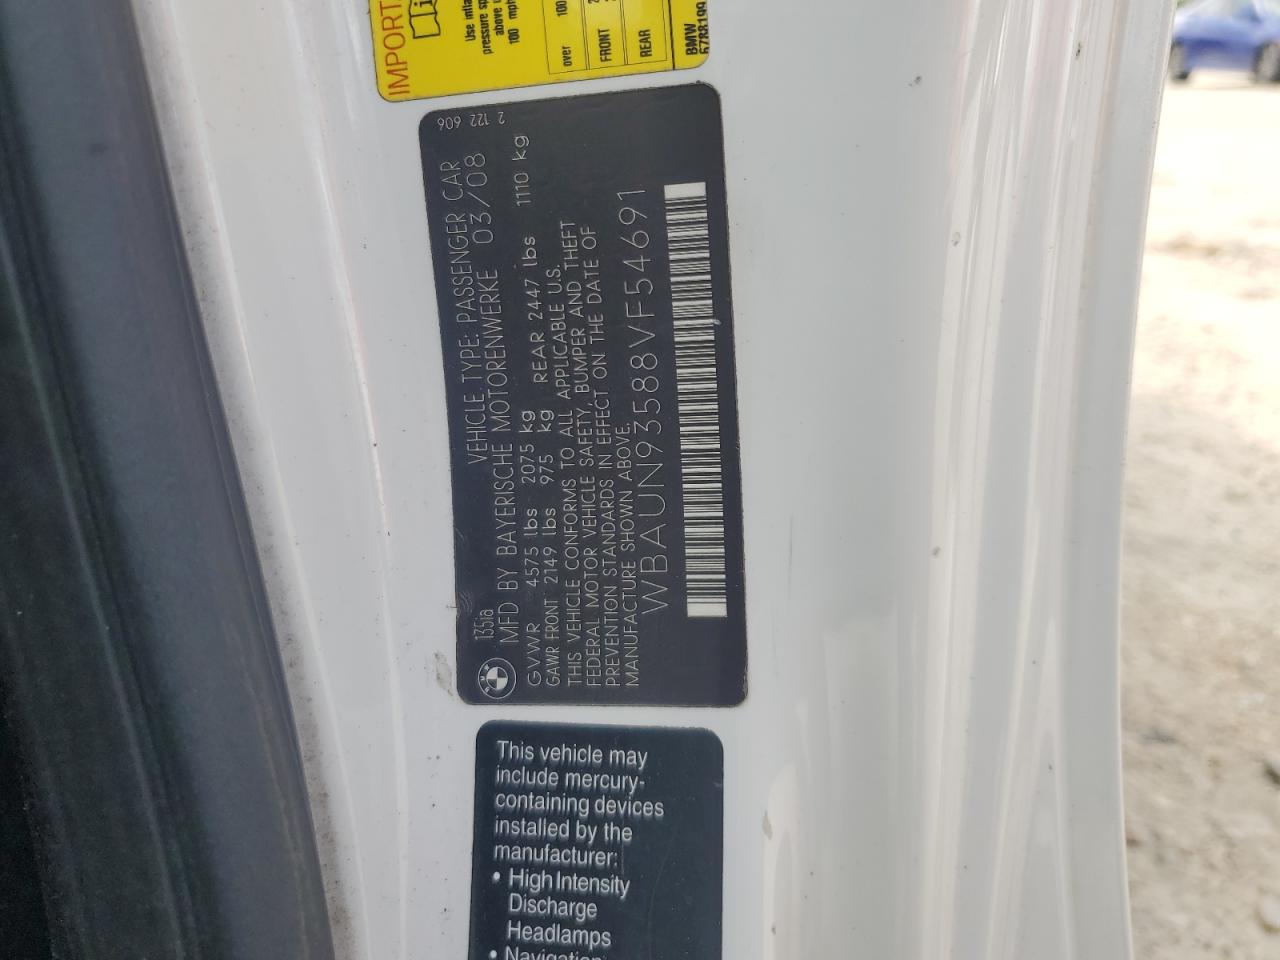 IMPORT
Use infla
pressure sp
above
100 mph
over 100
FRONT
REAR
BMW
6788199
2 122 606
135ia VEHICLE TYPE: PASSENGER CAR
MFD BY BAYERISCHE MOTORENWERKE 03/08
GVWR 4575 lbs 2075 kg
GAWR FRONT 2149 lbs 975 kg REAR 2447 lbs 1110 kg
THIS VEHICLE CONFORMS TO ALL APPLICABLE U.S.
FEDERAL MOTOR VEHICLE SAFETY, BUMPER AND THEFT
PREVENTION STANDARDS IN EFFECT ON THE DATE OF
MANUFACTURE SHOWN ABOVE.
WBAUN93588VF54691
This vehicle may
include mercury-
containing devices
installed by the
manufacturer:
• High Intensity
Discharge
Headlamps
• Navigation